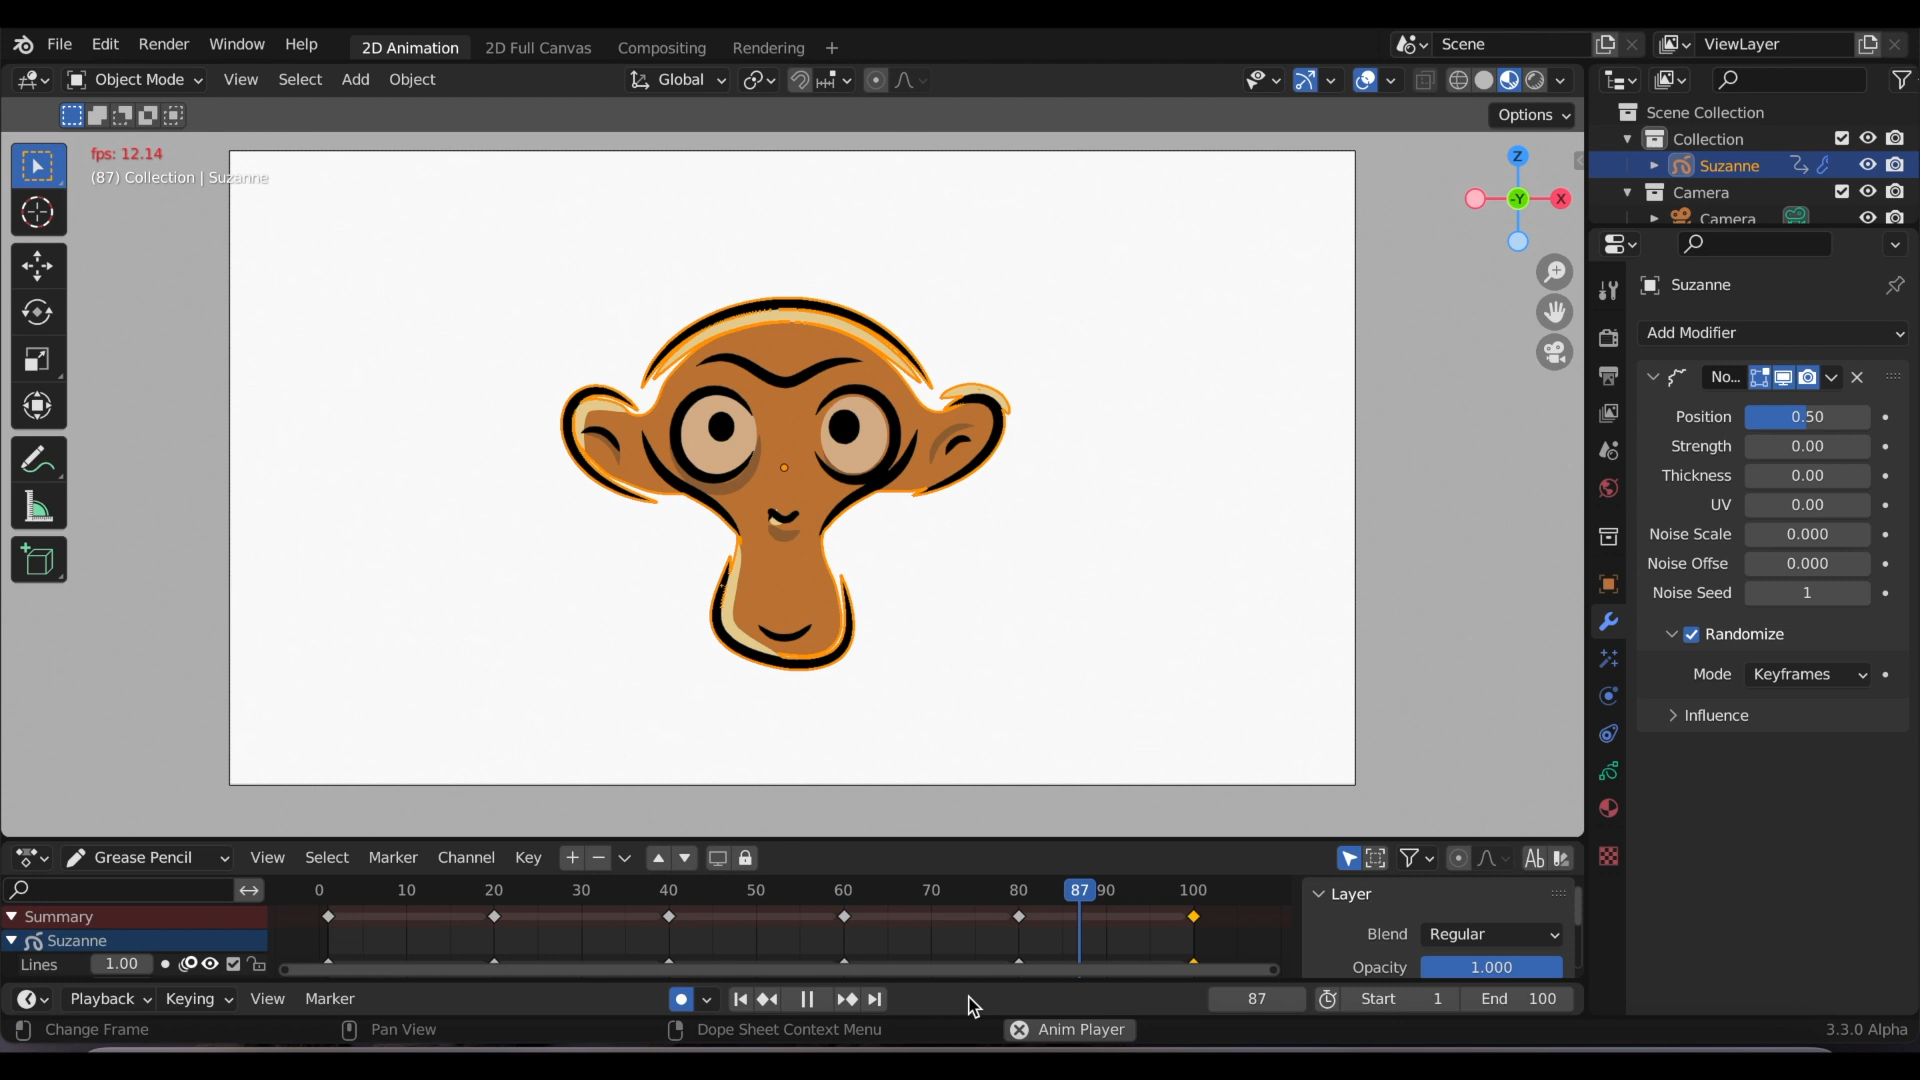 File Edit Render Window Help 2D Animation 2D Full Canvas Compositing Rendering + Scene ViewLayer
Object Mode View Select Add Object Global
Options
fps: 12.14
(87) Collection | Suzanne
Z
-Y X
Scene Collection
Collection
Suzanne
Camera
Camera
Suzanne
Add Modifier
No...
Position 0.50
Strength 0.00
Thickness 0.00
UV 0.00
Noise Scale 0.000
Noise Offse 0.000
Noise Seed 1
Randomize
Mode Keyframes
Influence
Grease Pencil View Select Marker Channel Key Ab
0 10 20 30 40 50 60 70 80 87 90 100
Summary
Suzanne
Lines 1.00
Layer
Blend Regular
Opacity 1.000
Playback Keying View Marker 87 Start 1 End 100
Change Frame Pan View Dope Sheet Context Menu Anim Player 3.3.0 Alpha